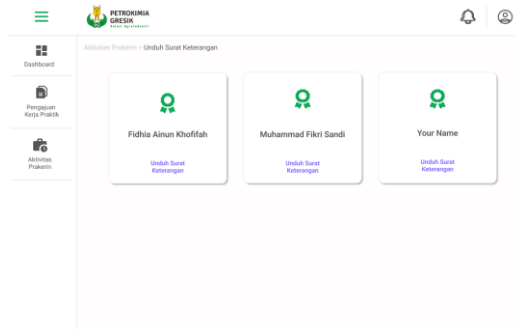 PETROKIMIA
GRESIK
Dashboard
Pengajuan
Kerja Praktik
Aktivitas
Prakerin
Aktivitas Prakerin > Unduh Surat Keterangan
Fidhia Ainun Khofifah
Unduh Surat
Keterangan
Muhammad Fikri Sandi
Unduh Surat
Keterangan
Your Name
Unduh Surat
Keterangan